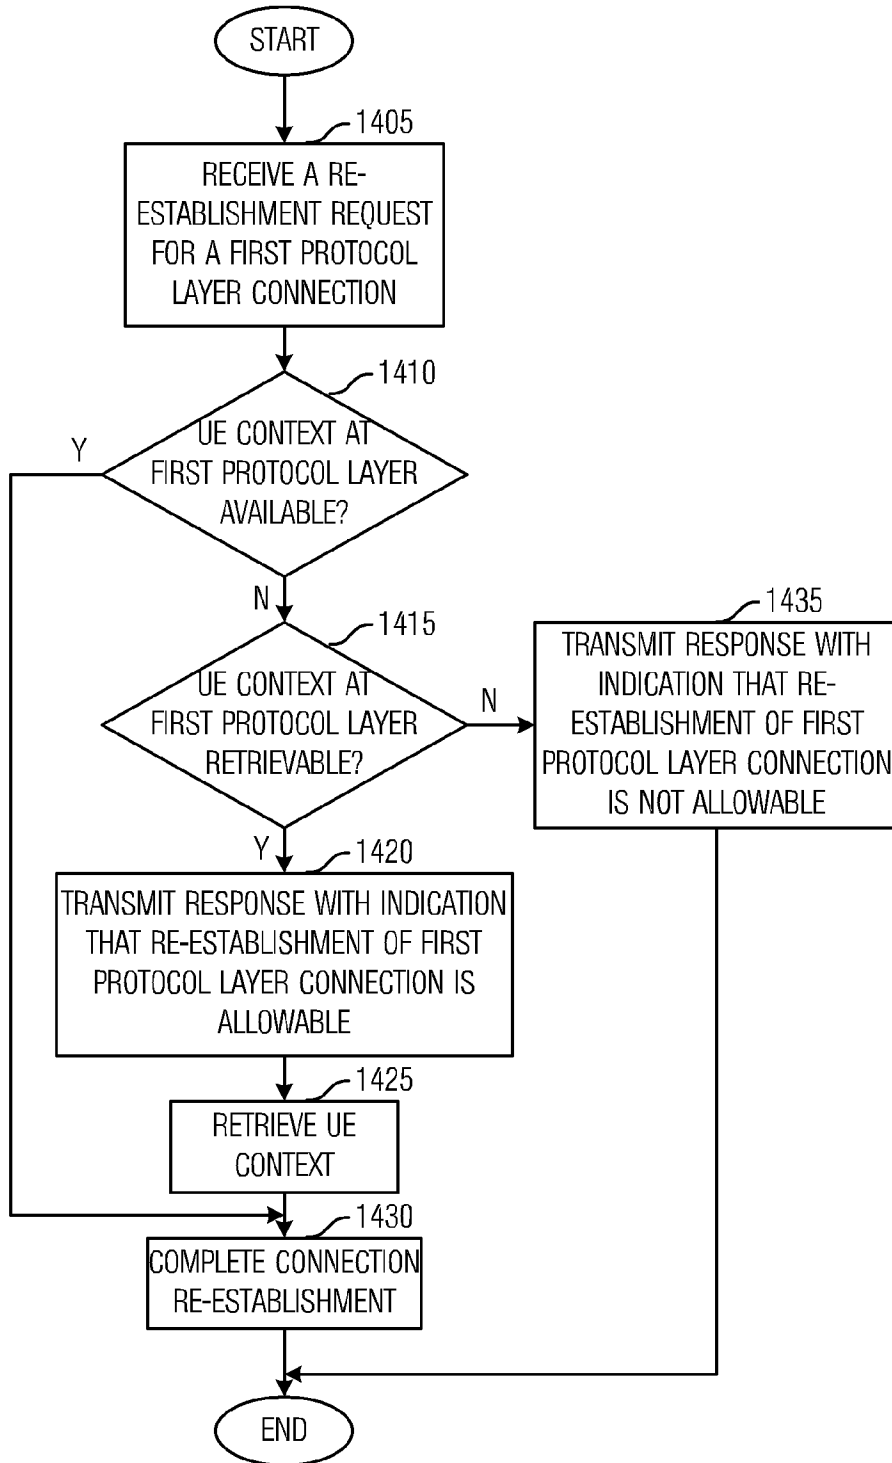 START
1405
RECEIVE A RE-
ESTABLISHMENT REQUEST
FOR A FIRST PROTOCOL
LAYER CONNECTION
1410
UE CONTEXT AT
FIRST PROTOCOL LAYER
AVAILABLE?
Y
N
1415
UE CONTEXT AT
FIRST PROTOCOL LAYER
RETRIEVABLE?
N
1435
TRANSMIT RESPONSE WITH
INDICATION THAT RE-
ESTABLISHMENT OF FIRST
PROTOCOL LAYER CONNECTION
IS NOT ALLOWABLE
Y
1420
TRANSMIT RESPONSE WITH INDICATION
THAT RE-ESTABLISHMENT OF FIRST
PROTOCOL LAYER CONNECTION IS
ALLOWABLE
1425
RETRIEVE UE
CONTEXT
1430
COMPLETE CONNECTION
RE-ESTABLISHMENT
END